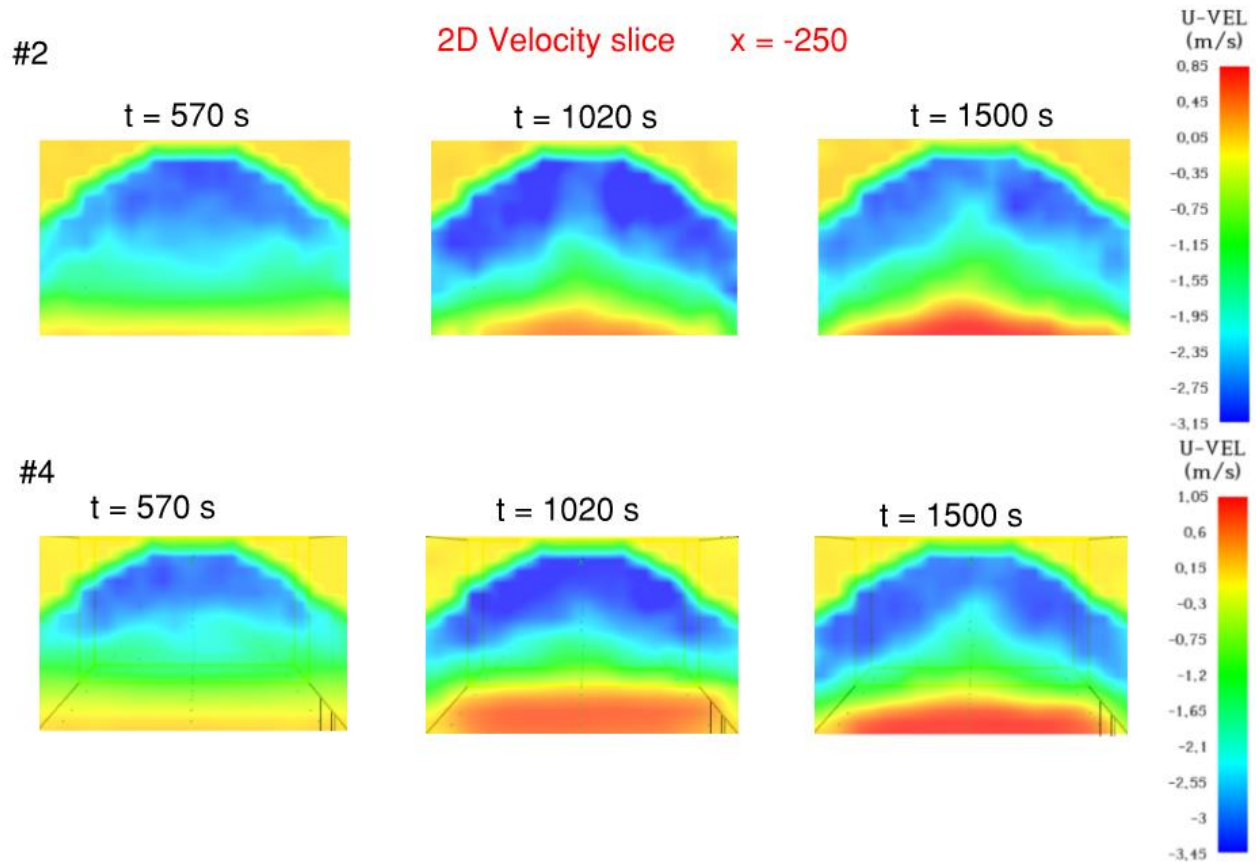 #2
2D Velocity slice x = -250
t = 570 s
t = 1020 s
t = 1500 s
U-VEL
(m/s)
0,85
0,45
0,05
-0,35
-0,75
-1,15
-1,55
-1,95
-2,35
-2,75
-3,15
#4
t = 570 s
t = 1020 s
t = 1500 s
U-VEL
(m/s)
1,05
0,6
0,15
-0,3
-0,75
-1,2
-1,65
-2,1
-2,55
-3
-3,45